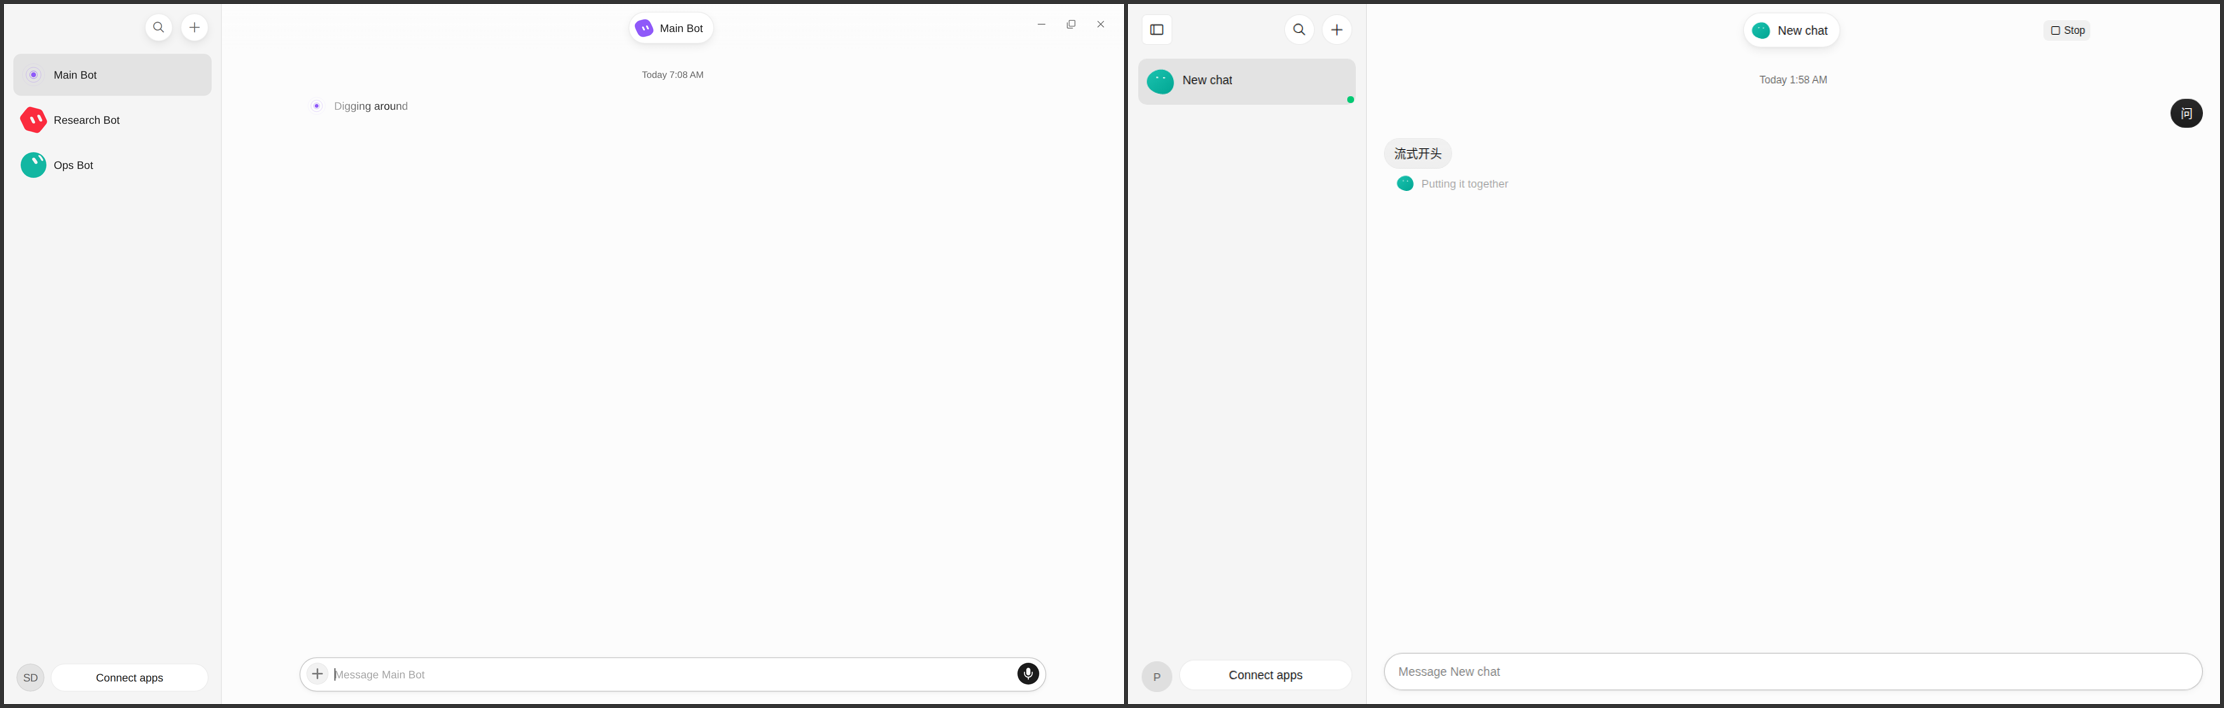 Main Bot
Research Bot
Ops Bot
SD
Connect apps
Main Bot
Today 7:08 AM
Digging around
Message Main Bot
New chat
P
Connect apps
New chat
Stop
Today 1:58 AM
问
流式开头
Putting it together
Message New chat